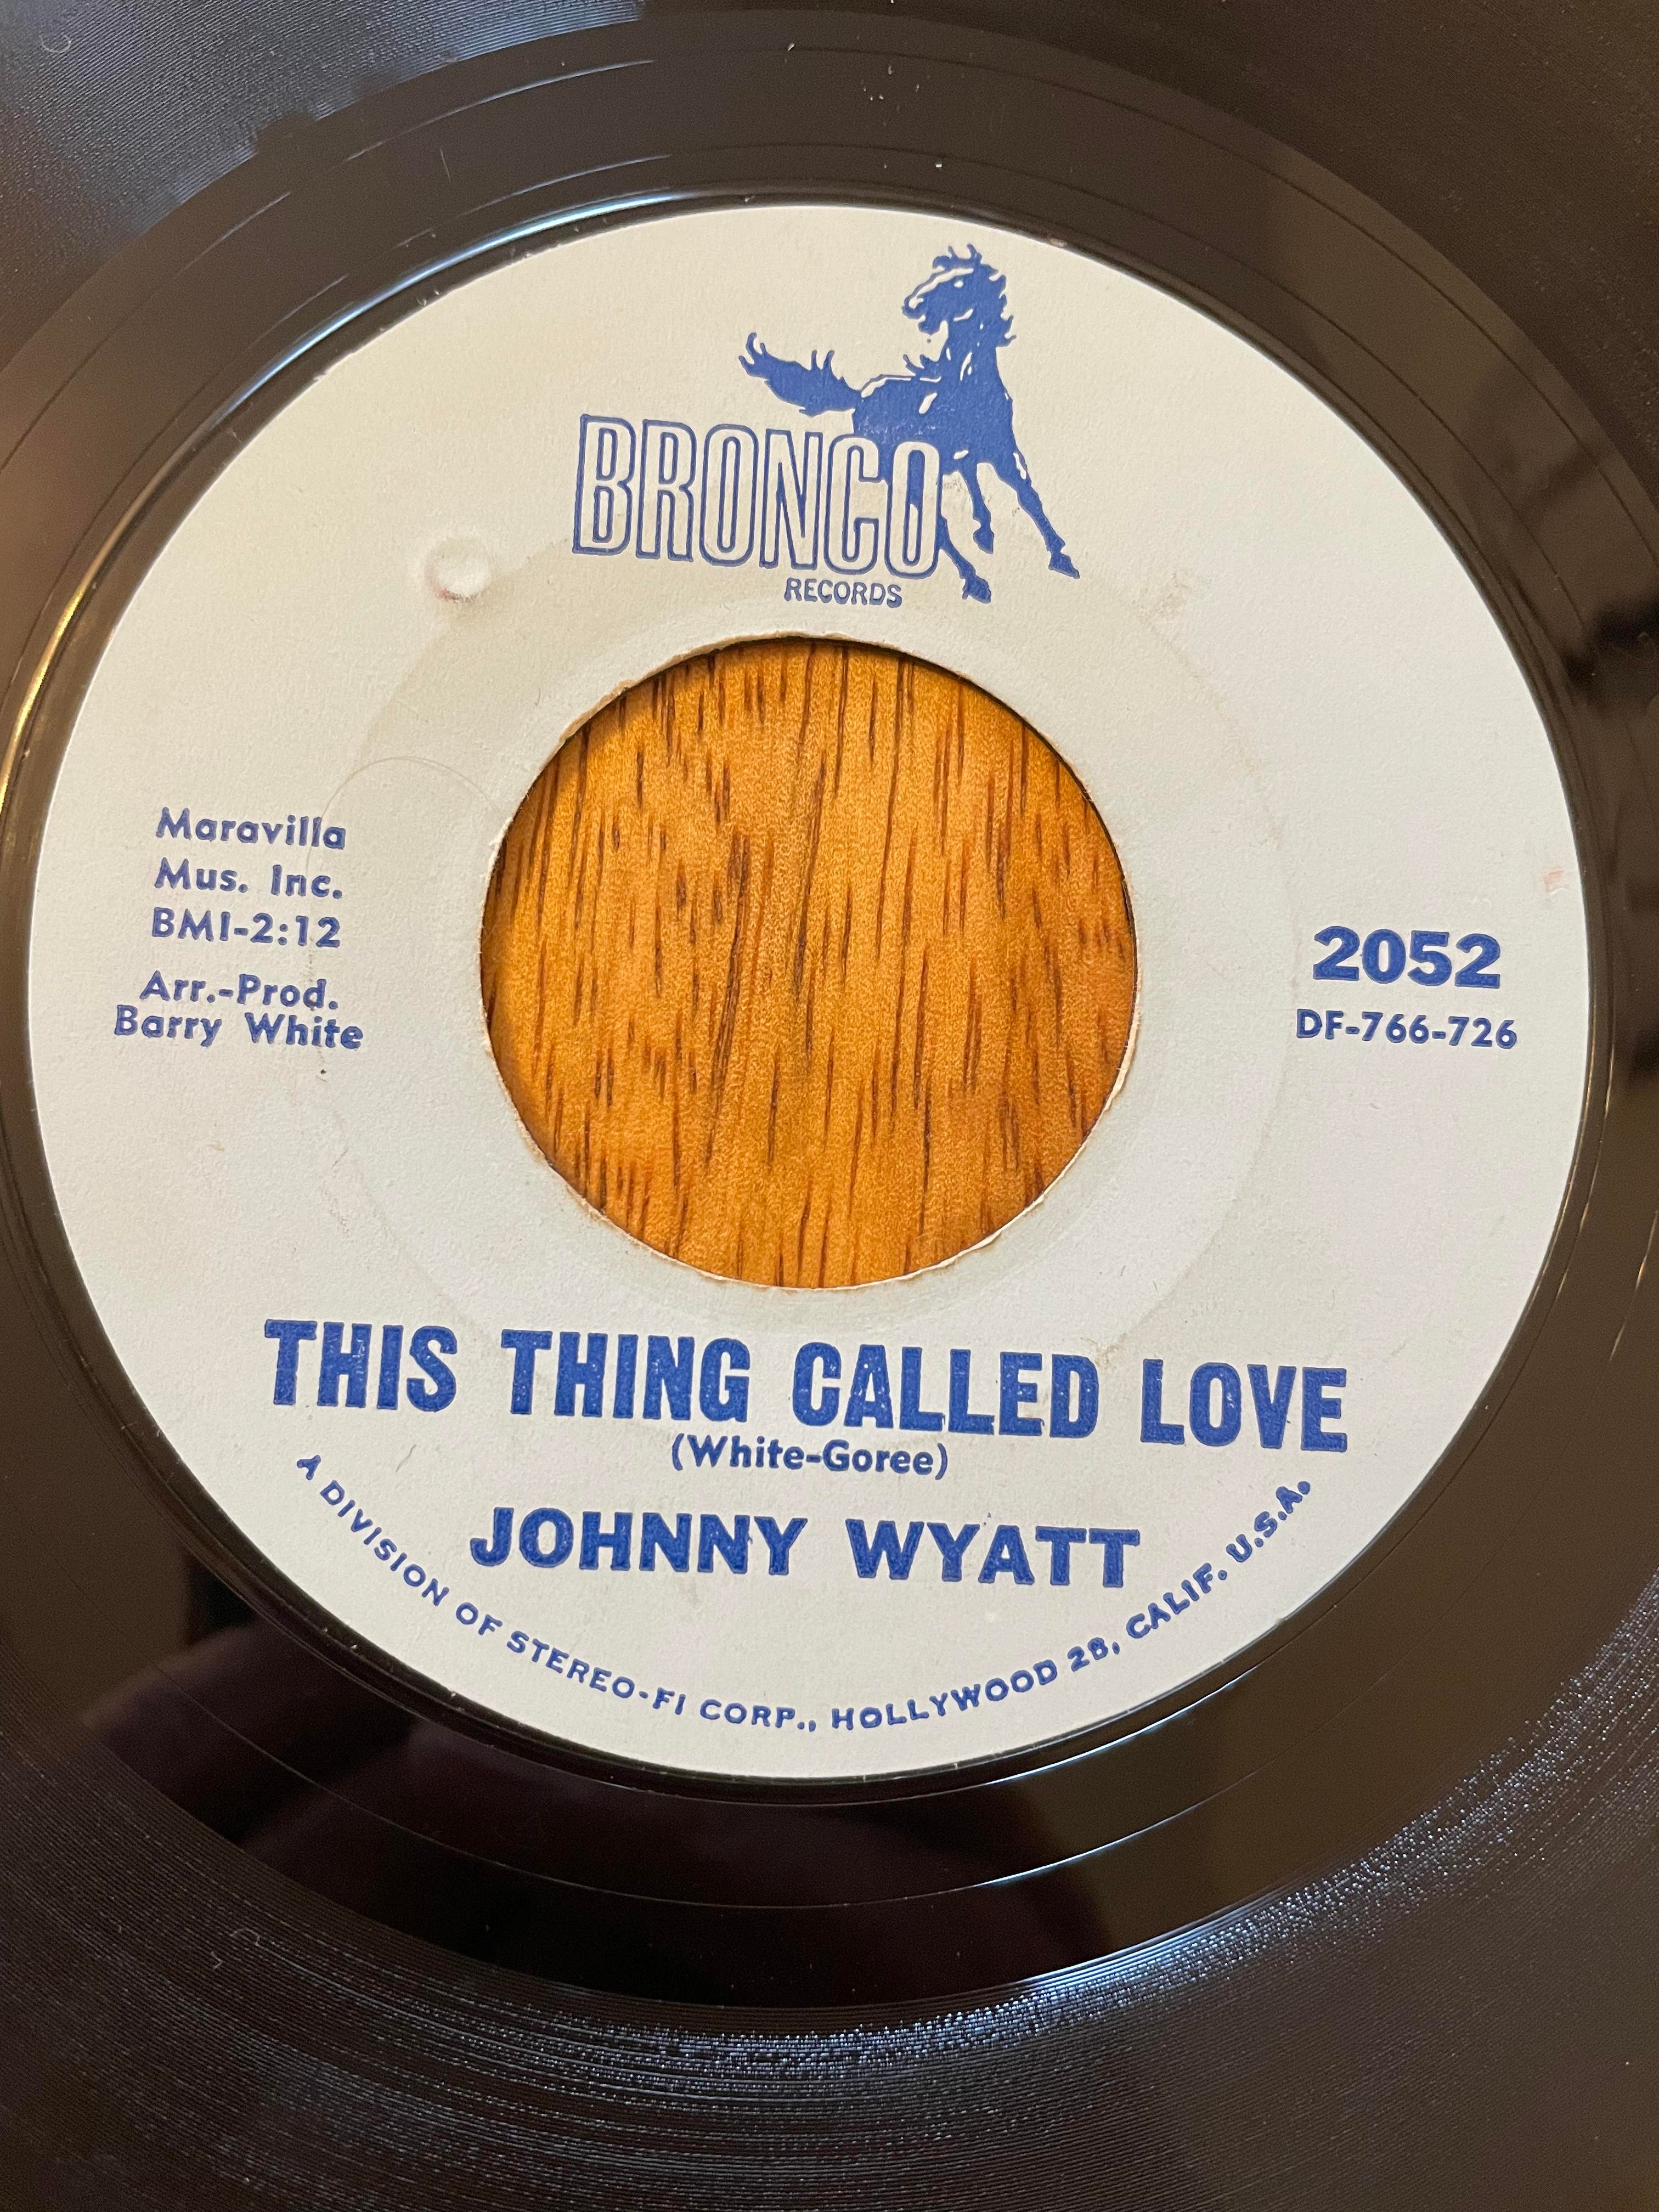 BRONCO
RECORDS
Maravilla
Mus. Inc.
BMI-2:12
Arr.-Prod.
Barry White
2052
DF-766-726
THIS THING CALLED LOVE
(White-Goree)
JOHNNY WYATT
A DIVISION OF STEREO-FI CORP., HOLLYWOOD 28, CALIF. U.S.A.